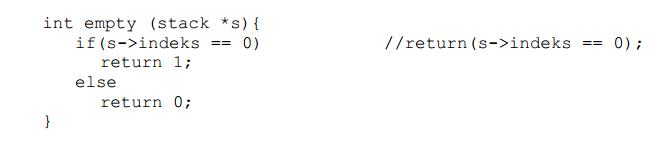 int empty (stack *s){
if(s->indeks == 0) //return(s->indeks == 0);
return 1;
else
return 0;
}